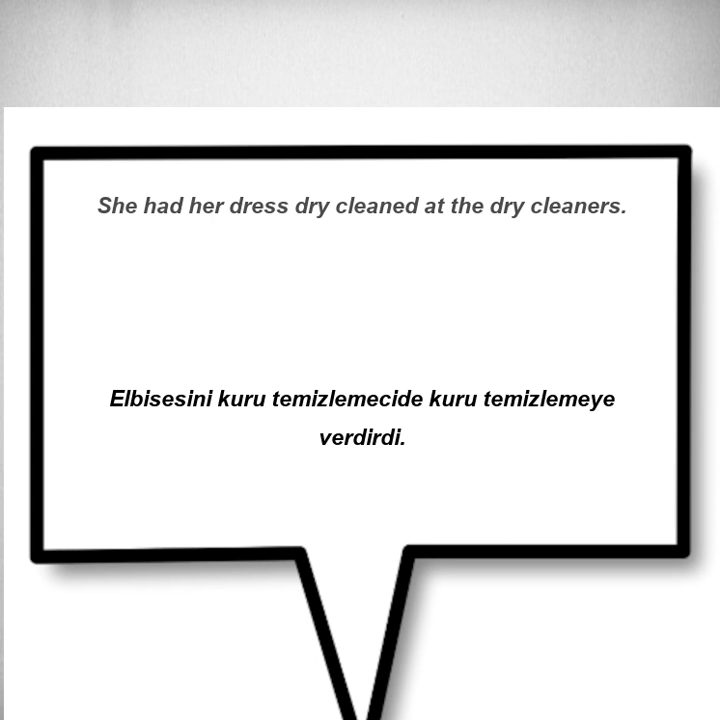 She had her dress dry cleaned at the dry cleaners.
Elbisesini kuru temizlemecide kuru temizlemeye
verdirdi.